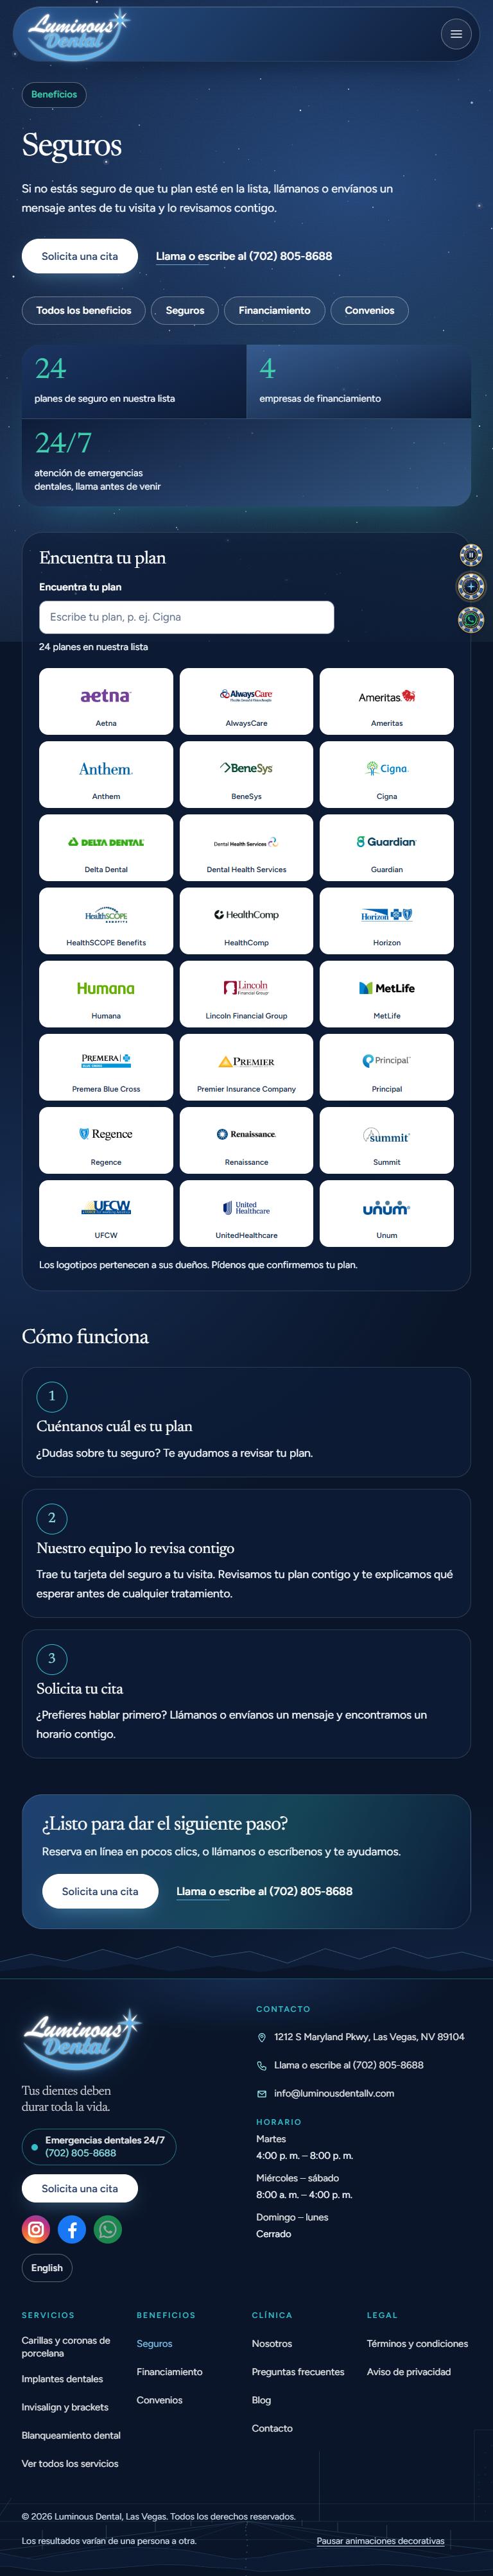 Luminous
Dental
Beneficios
Seguros
Si no estás seguro de que tu plan esté en la lista, llámanos o envíanos un
mensaje antes de tu visita y lo revisamos contigo.
Solicita una cita
Llama o escribe al (702) 805-8688
Todos los beneficios
Seguros
Financiamiento
Convenios
24
planes de seguro en nuestra lista
4
empresas de financiamiento
24/7
atención de emergencias
dentales, llama antes de venir
Encuentra tu plan
Encuentra tu plan
Escribe tu plan, p. ej. Cigna
24 planes en nuestra lista
aetna
Aetna
AlwaysCare
AlwaysCare
Ameritas
Ameritas
Anthem
Anthem
BeneSys
BeneSys
Cigna
Cigna
DELTA DENTAL
Delta Dental
Dental Health Services
Dental Health Services
Guardian
Guardian
HealthSCOPE
BENEFITS
HealthSCOPE Benefits
HealthComp
HealthComp
Horizon
Horizon
Humana
Humana
Lincoln
Financial Group
Lincoln Financial Group
MetLife
MetLife
PREMERA
BLUE CROSS
Premera Blue Cross
PREMIER
Premier Insurance Company
Principal
Principal
Regence
Regence
Renaissance
Renaissance
summit
Summit
UFCW
UFCW
United
Healthcare
UnitedHealthcare
unum
Unum
Los logotipos pertenecen a sus dueños. Pídenos que confirmemos tu plan.
Cómo funciona
1
Cuéntanos cuál es tu plan
¿Dudas sobre tu seguro? Te ayudamos a revisar tu plan.
2
Nuestro equipo lo revisa contigo
Trae tu tarjeta del seguro a tu visita. Revisamos tu plan contigo y te explicamos qué
esperar antes de cualquier tratamiento.
3
Solicita tu cita
¿Prefieres hablar primero? Llámanos o envíanos un mensaje y encontramos un
horario contigo.
¿Listo para dar el siguiente paso?
Reserva en línea en pocos clics, o llámanos o escríbenos y te ayudamos.
Solicita una cita
Llama o escribe al (702) 805-8688
Luminous
Dental
Tus dientes deben
durar toda la vida.
Emergencias dentales 24/7
(702) 805-8688
Solicita una cita
English
CONTACTO
1212 S Maryland Pkwy, Las Vegas, NV 89104
Llama o escribe al (702) 805-8688
info@luminousdentallv.com
HORARIO
Martes
4:00 p. m. – 8:00 p. m.
Miércoles – sábado
8:00 a. m. – 4:00 p. m.
Domingo – lunes
Cerrado
SERVICIOS
Carillas y coronas de
porcelana
Implantes dentales
Invisalign y brackets
Blanqueamiento dental
Ver todos los servicios
BENEFICIOS
Seguros
Financiamiento
Convenios
CLÍNICA
Nosotros
Preguntas frecuentes
Blog
Contacto
LEGAL
Términos y condiciones
Aviso de privacidad
© 2026 Luminous Dental, Las Vegas. Todos los derechos reservados.
Los resultados varían de una persona a otra.
Pausar animaciones decorativas